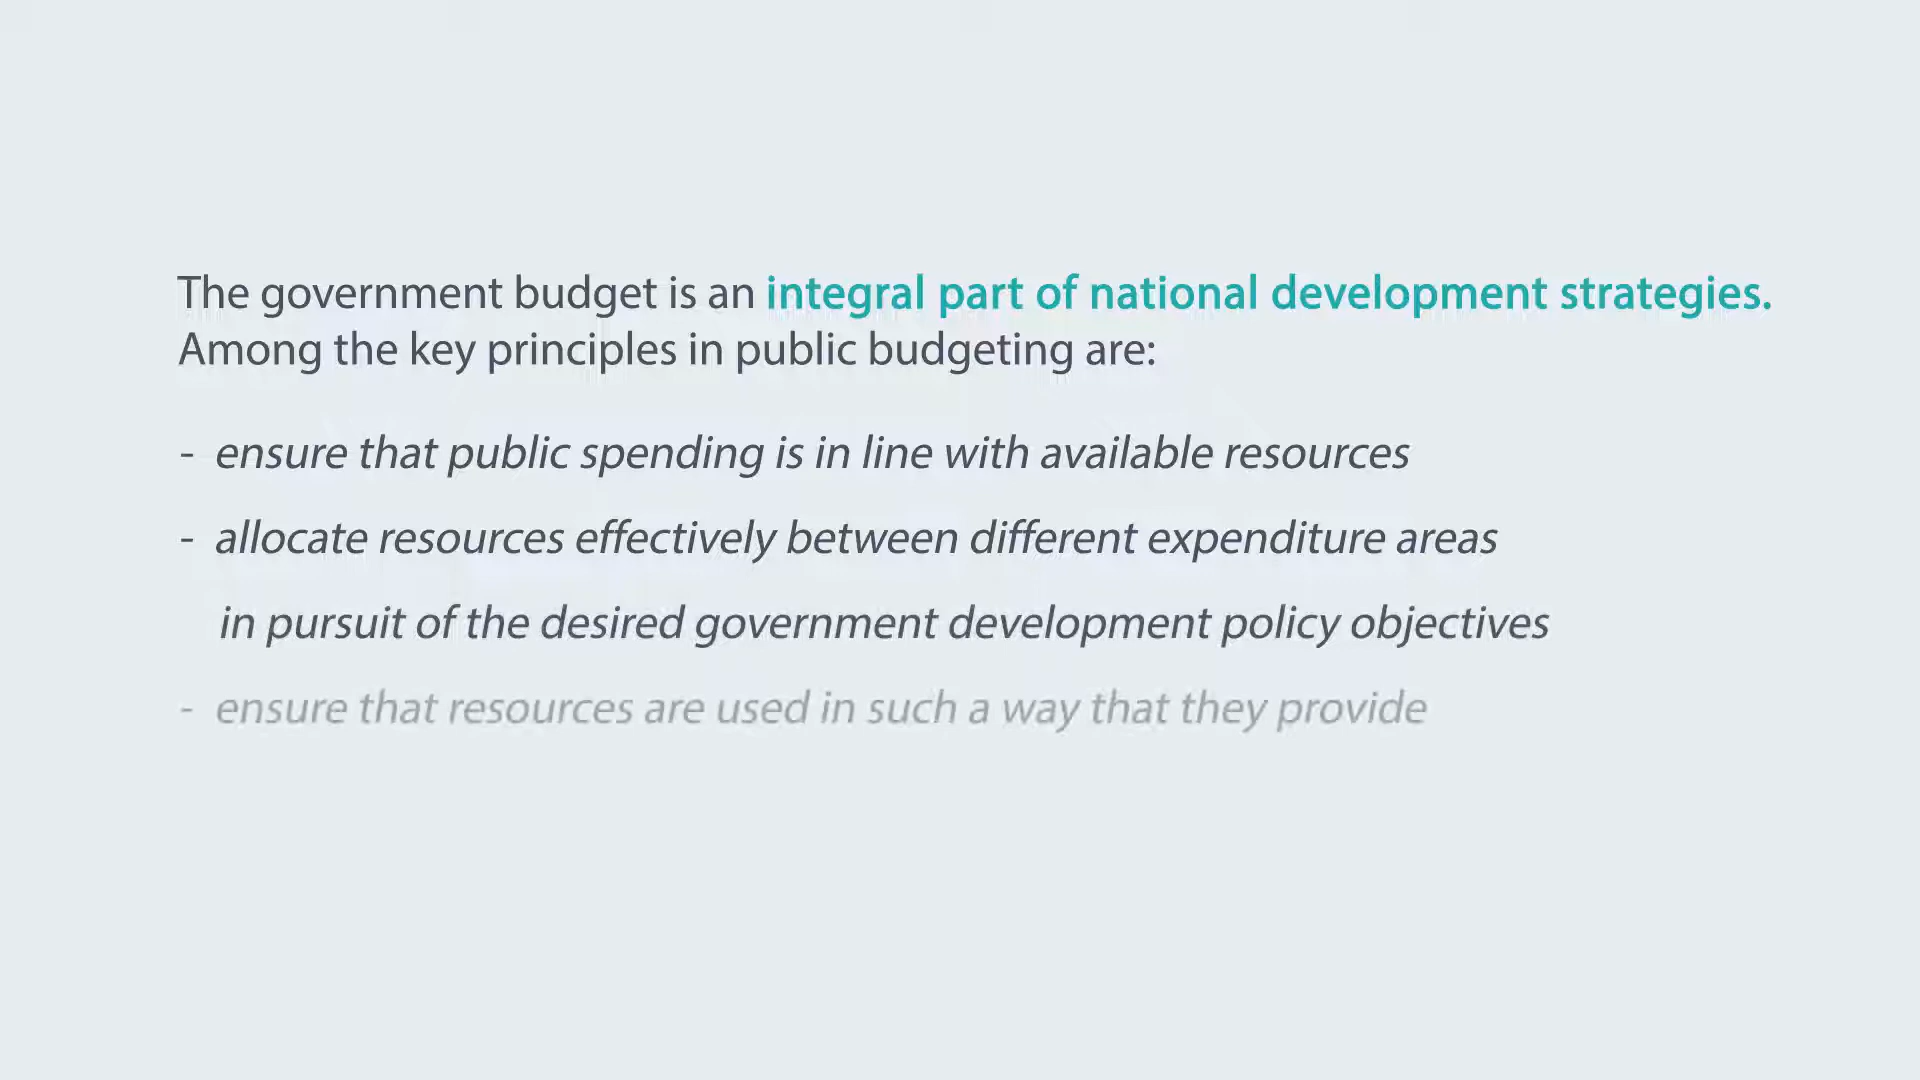 The government budget is an integral part of national development strategies.
Among the key principles in public budgeting are:
- ensure that public spending is in line with available resources
- allocate resources effectively between different expenditure areas
in pursuit of the desired government development policy objectives
- ensure that resources are used in such a way that they provide